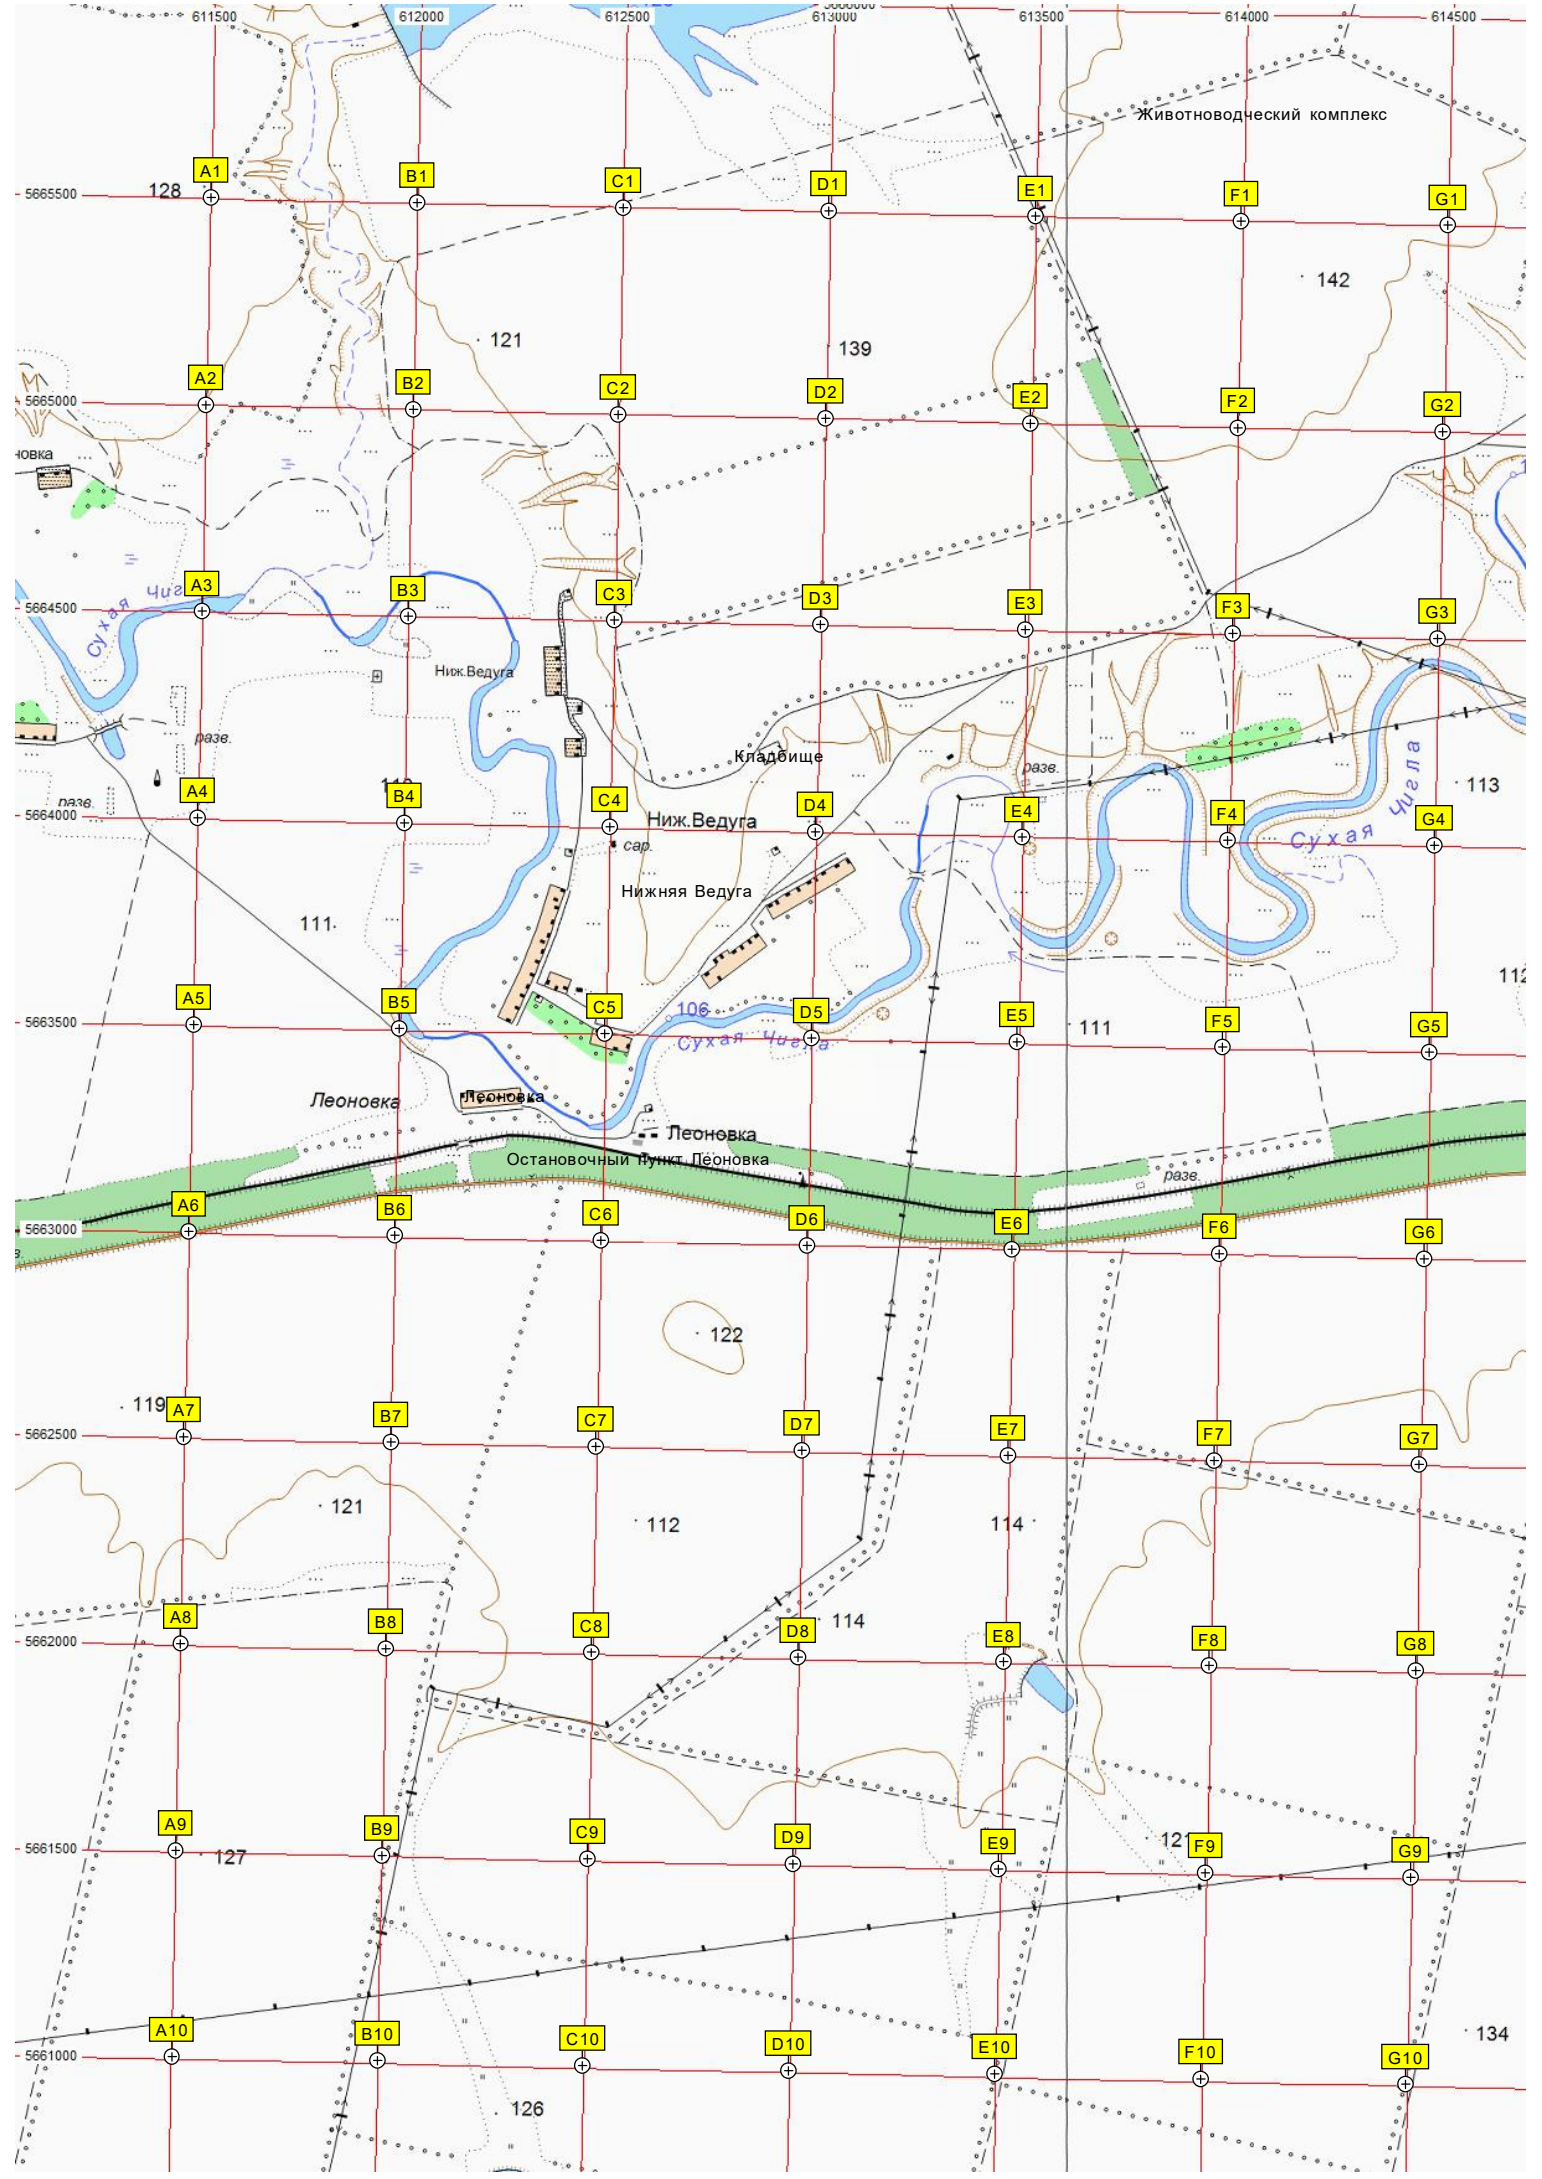 611500 612000 612500 613000 613500 614000 614500
Животноводческий комплекс
A1 B1 C1 D1 E1 F1 G1
128
5665500
142
121
139
A2 B2 C2 D2 E2 F2 G2
5665000
новка
A3 B3 C3 D3 E3 F3 G3
5664500
Сухая Чиг
Ниж.Ведуга
разв.
Кладбище
разв.
Чигла
113
A4 B4 C4 D4 E4 F4 G4
разв.
5664000
Ниж.Ведуга
Сухая
сар.
Нижняя Ведуга
111
112
A5 B5 C5 D5 E5 F5 G5
106
5663500
111
Сухая Чигла
Леоновка
Леоновка
Леоновка
Остановочный пункт Леоновка
разв.
A6 B6 C6 D6 E6 F6 G6
5663000
в.
122
119
A7 B7 C7 D7 E7 F7 G7
5662500
121
112
114
A8 B8 C8 D8 E8 F8 G8
114
5662000
A9 B9 C9 D9 E9 F9 G9
121
5661500
127
A10 B10 C10 D10 E10 F10 G10
134
5661000
126